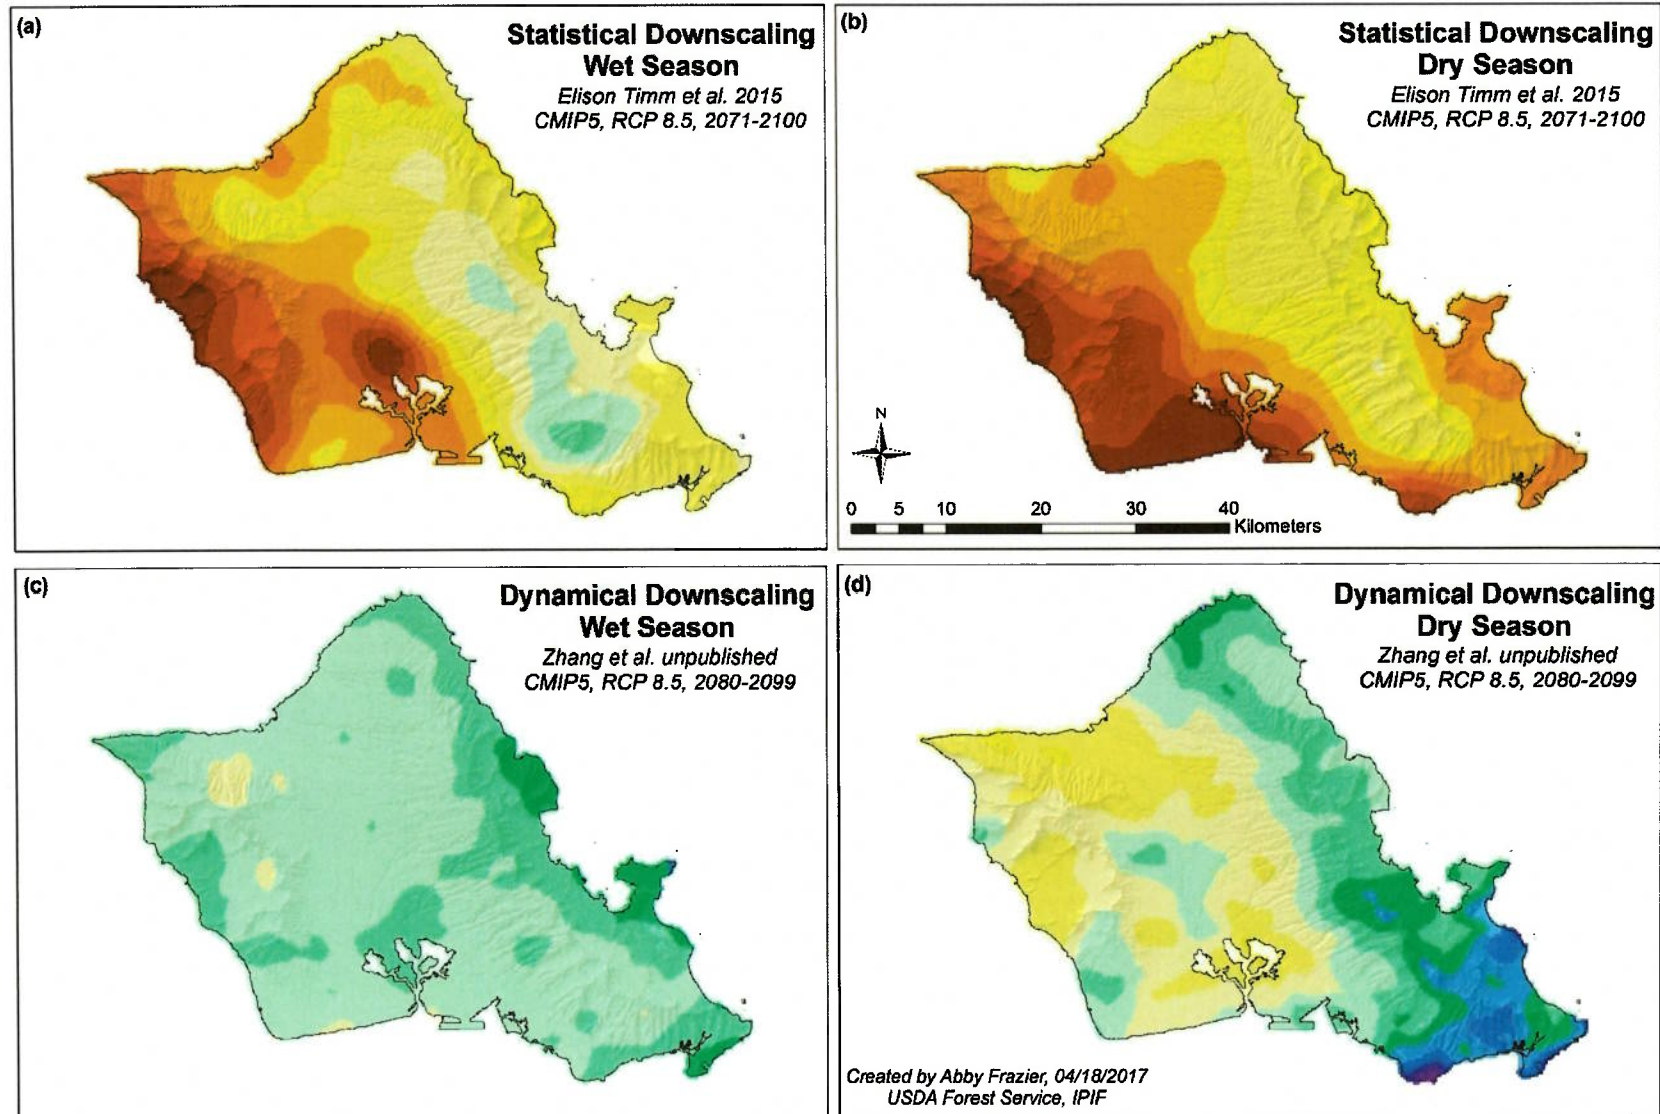 (a)
Statistical Downscaling
Wet Season
Elison Timm et al. 2015
CMIP5, RCP 8.5, 2071-2100
(b)
Statistical Downscaling
Dry Season
Elison Timm et al. 2015
CMIP5, RCP 8.5, 2071-2100
N
0 5 10 20 30 40
Kilometers
(c)
Dynamical Downscaling
Wet Season
Zhang et al. unpublished
CMIP5, RCP 8.5, 2080-2099
(d)
Dynamical Downscaling
Dry Season
Zhang et al. unpublished
CMIP5, RCP 8.5, 2080-2099
Created by Abby Frazier, 04/18/2017
USDA Forest Service, IPIF